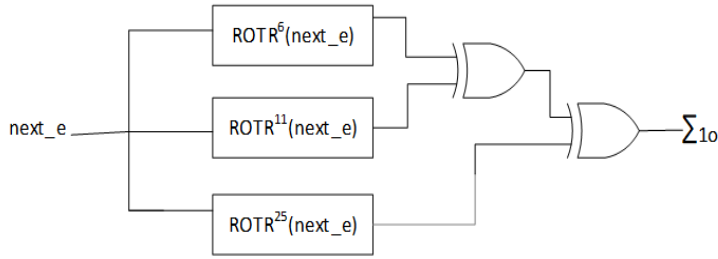 ROTR⁶(next_e)
next_e
ROTR¹¹(next_e)
∑₁ₒ
ROTR²⁵(next_e)